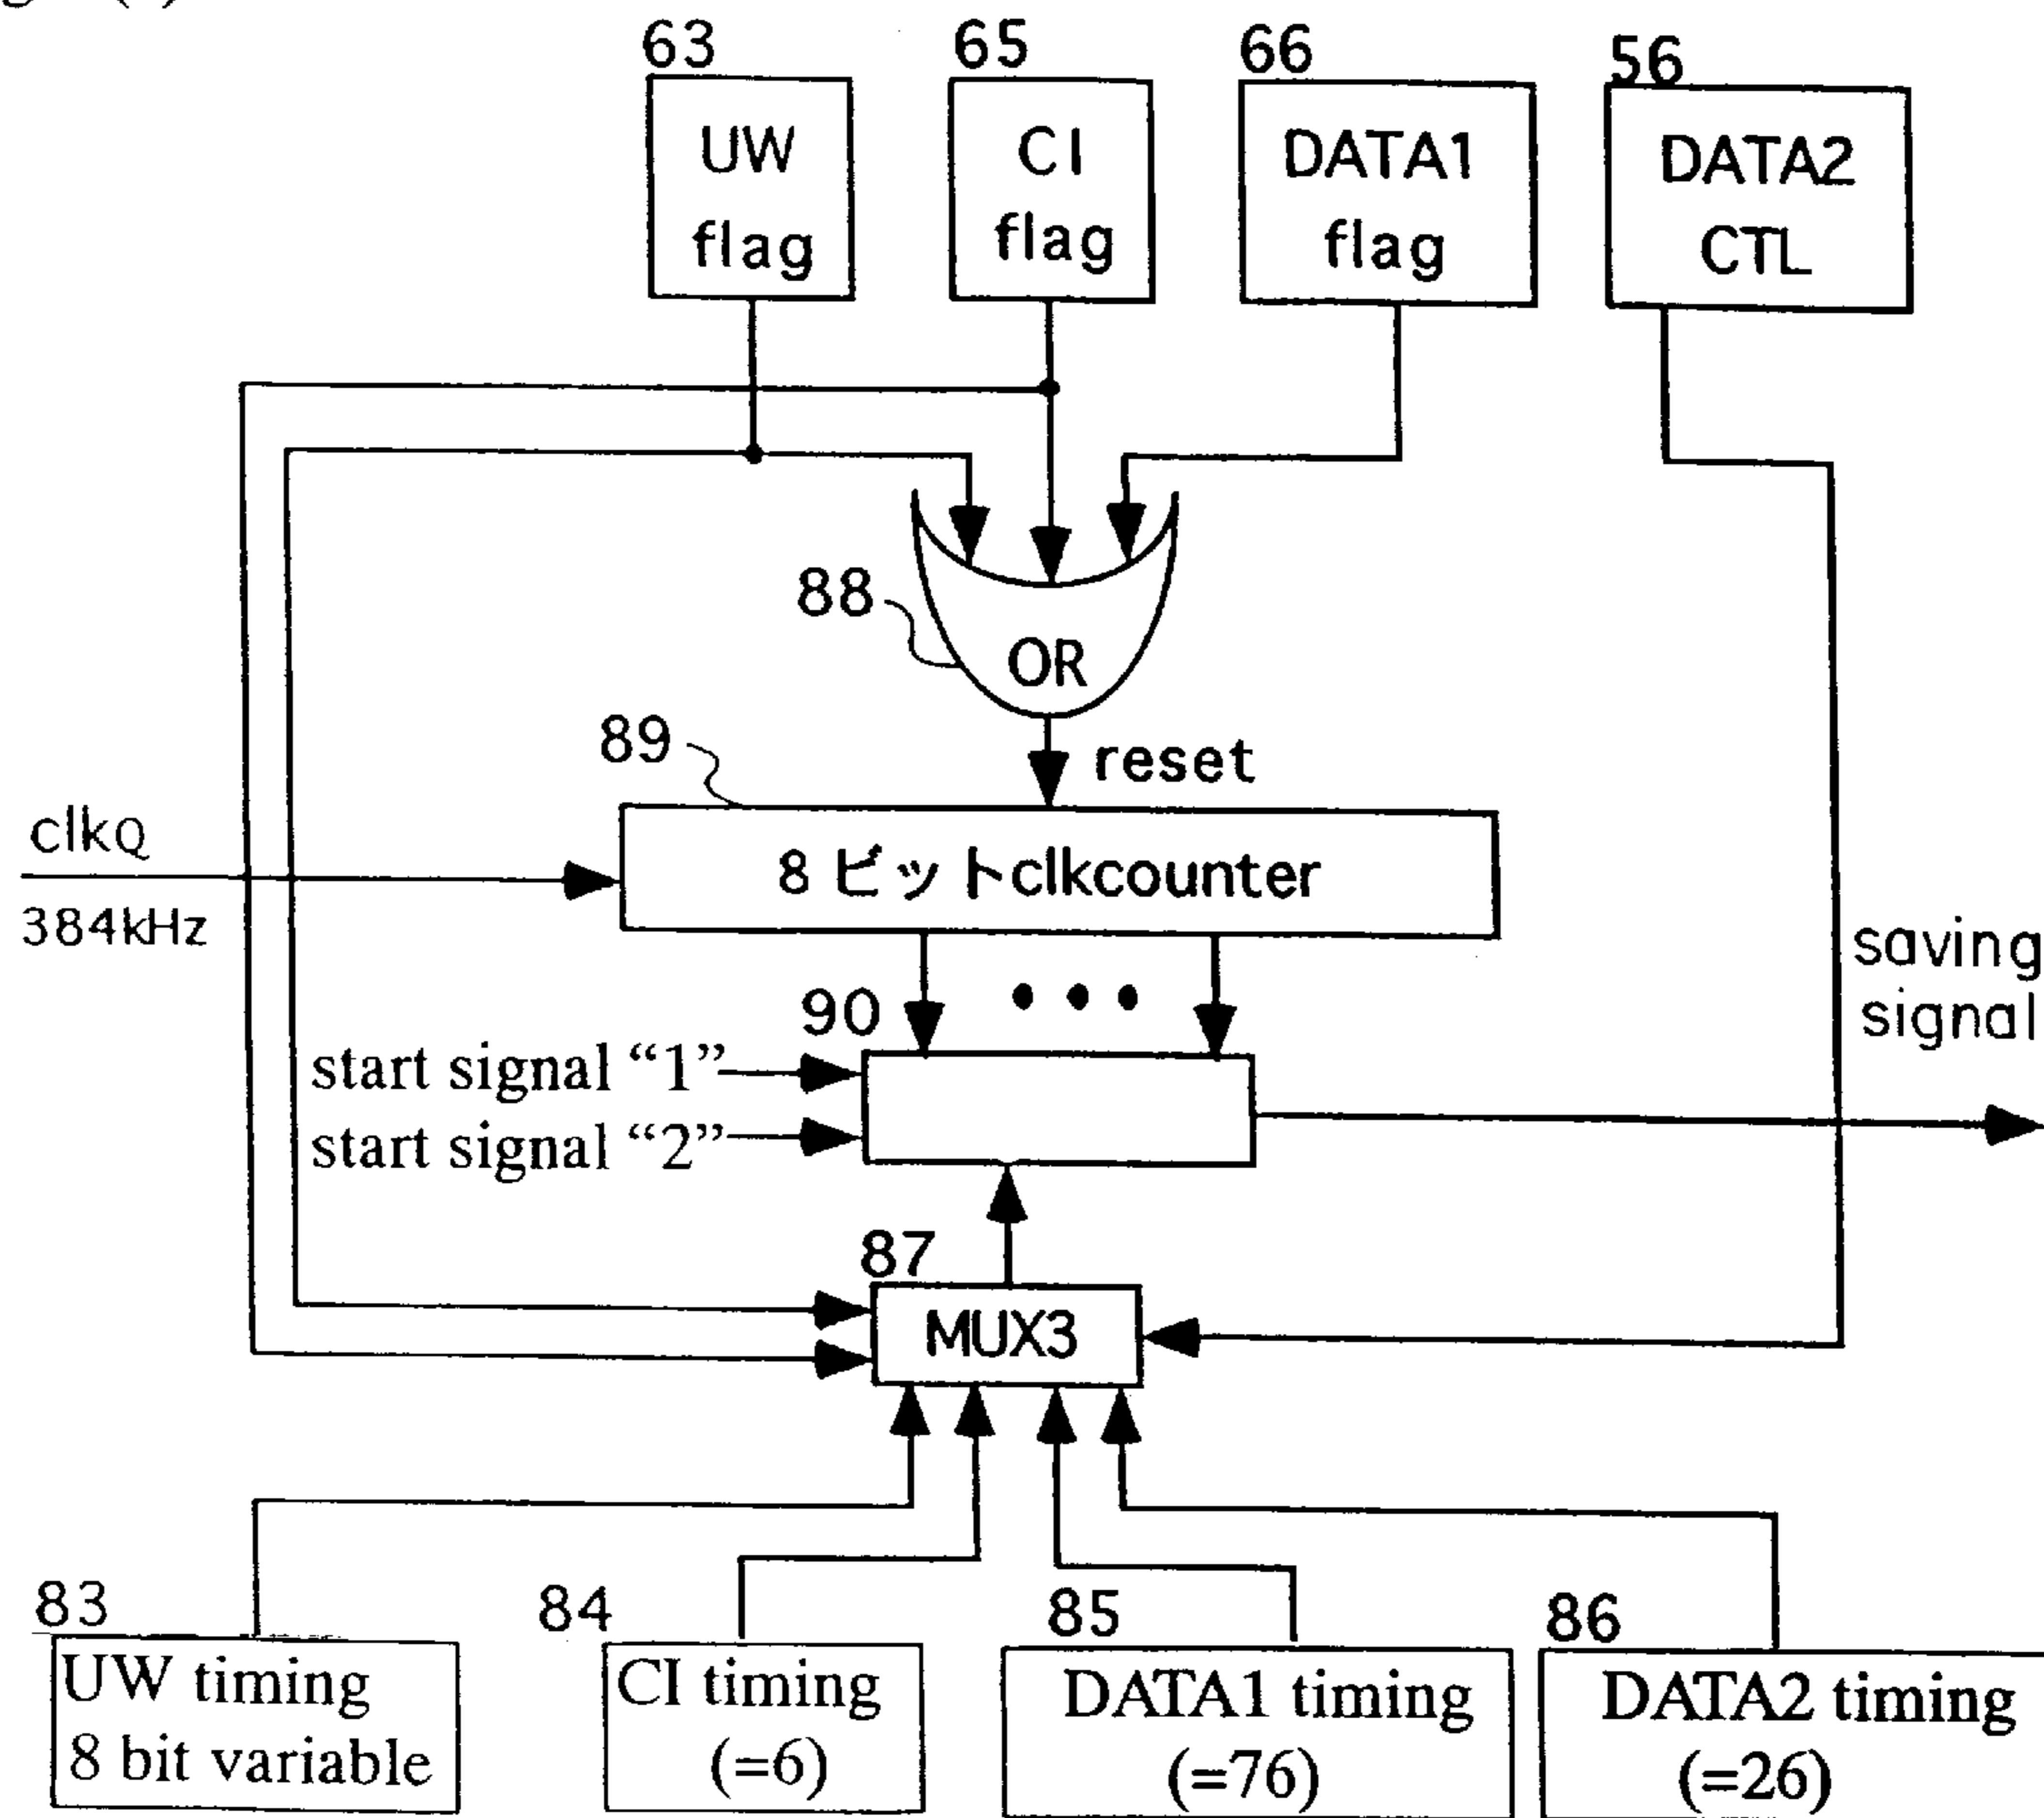 63
65
66
56
UW
flag
CI
flag
DATA1
flag
DATA2
CTL
88
OR
89
reset
clkQ
384kHz
8 ビットclkcounter
saving
signal
90
start signal “1”
start signal “2”
87
MUX3
83
84
85
86
UW timing
8 bit variable
CI timing
(=6)
DATA1 timing
(=76)
DATA2 timing
(=26)